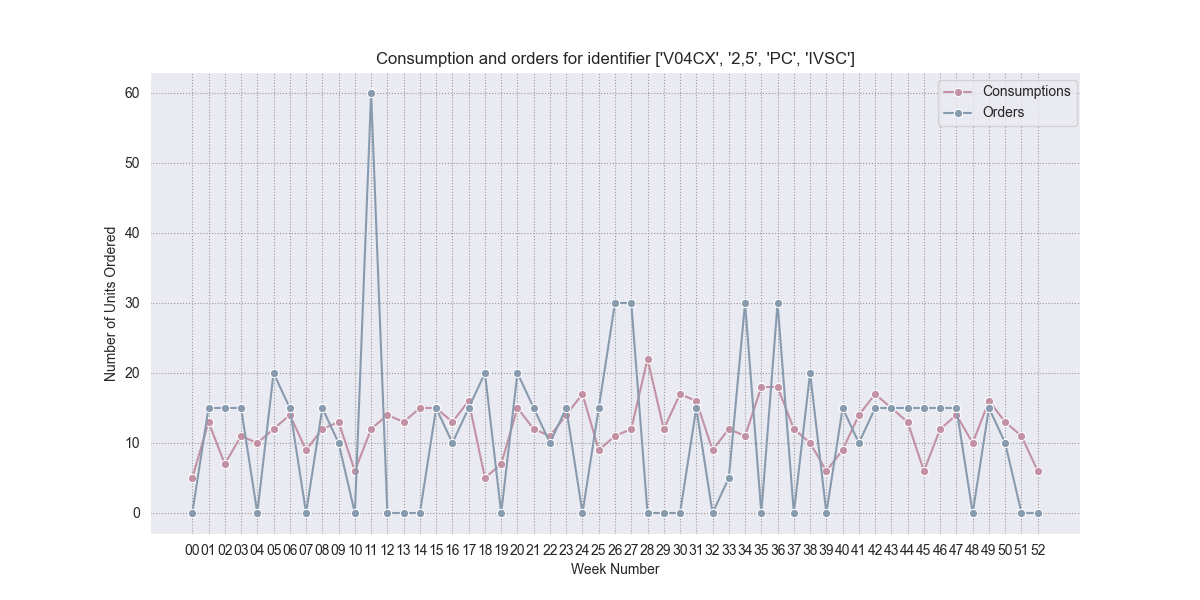 Consumption and orders for identifier ['V04CX', '2,5', 'PC', 'IVSC']
Consumptions
Orders
60
50
40
30
20
10
0
Number of Units Ordered
00 01 02 03 04 05 06 07 08 09 10 11 12 13 14 15 16 17 18 19 20 21 22 23 24 25 26 27 28 29 30 31 32 33 34 35 36 37 38 39 40 41 42 43 44 45 46 47 48 49 50 51 52
Week Number